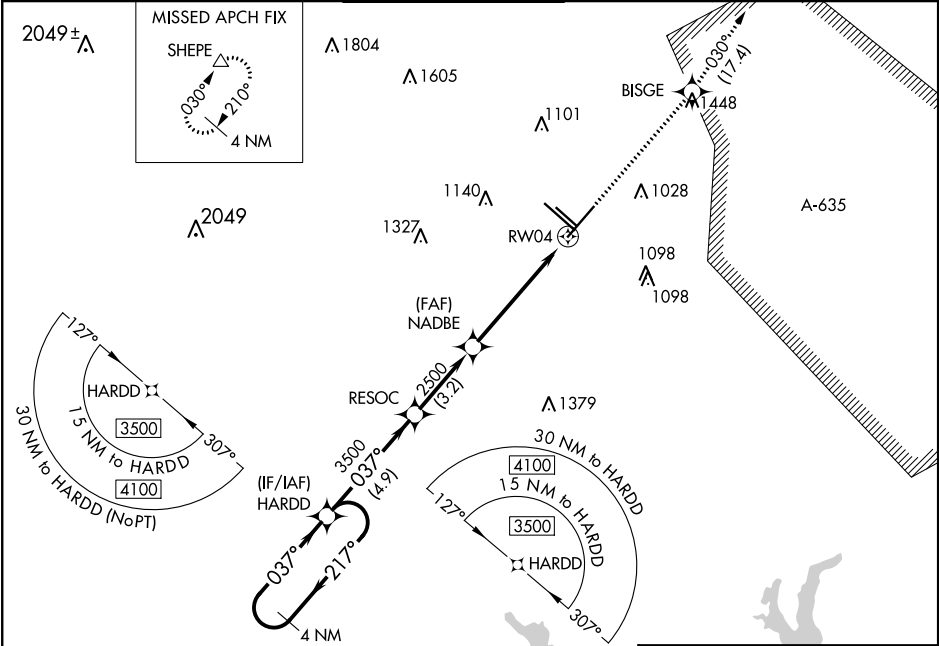 MISSED APCH FIX
SHEPE
030°
210°
4 NM
2049±
1804
1605
1101
BISGE
1448
030°
(17.4)
1140
1028
A-635
2049
1327
RW04
1098
1098
(FAF)
NADBE
127°
HARDD
3500
15 NM to HARDD
4100
30 NM to HARDD (NoPT)
307°
RESOC
2500
(3.2)
1379
3500
037°
(4.9)
(IF/IAF)
HARDD
30 NM to HARDD
4100
15 NM to HARDD
3500
127°
HARDD
307°
037°
217°
4 NM